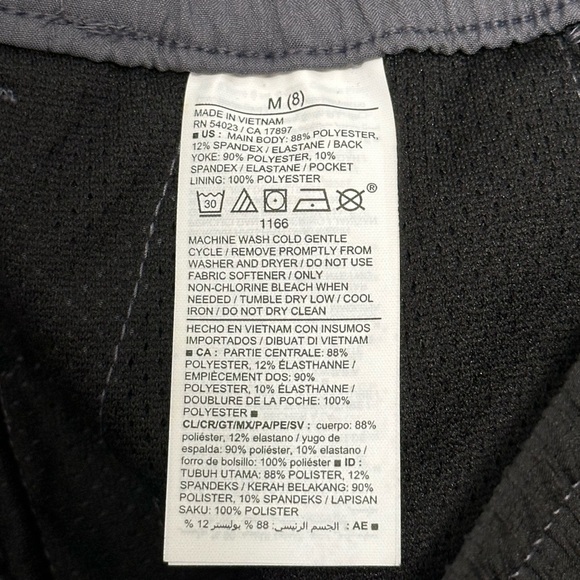 M (8)
MADE IN VIETNAM
RN 54023 / CA 17897
■ US : MAIN BODY: 88% POLYESTER,
12% SPANDEX / ELASTANE / BACK
YOKE: 90% POLYESTER, 10%
SPANDEX / ELASTANE / POCKET
LINING: 100% POLYESTER
30 ®
1166
MACHINE WASH COLD GENTLE
CYCLE / REMOVE PROMPTLY FROM
WASHER AND DRYER / DO NOT USE
FABRIC SOFTENER / ONLY
NON-CHLORINE BLEACH WHEN
NEEDED / TUMBLE DRY LOW / COOL
IRON / DO NOT DRY CLEAN
HECHO EN VIETNAM CON INSUMOS
IMPORTADOS / DIBUAT DI VIETNAM
■ CA : PARTIE CENTRALE: 88%
POLYESTER, 12% ÉLASTHANNE /
EMPIÈCEMENT DOS: 90%
POLYESTER, 10% ÉLASTHANNE /
DOUBLURE DE LA POCHE: 100%
POLYESTER ■
CL/CR/GT/MX/PA/PE/SV : cuerpo: 88%
poliéster, 12% elastano / yugo de
espalda: 90% poliéster, 10% elastano /
forro de bolsillo: 100% poliéster ■ ID :
TUBUH UTAMA: 88% POLISTER, 12%
SPANDEKS / KERAH BELAKANG: 90%
POLISTER, 10% SPANDEKS / LAPISAN
SAKU: 100% POLISTER
■ AE : الجسم الرئيسي: 88 % بوليستر 12 %